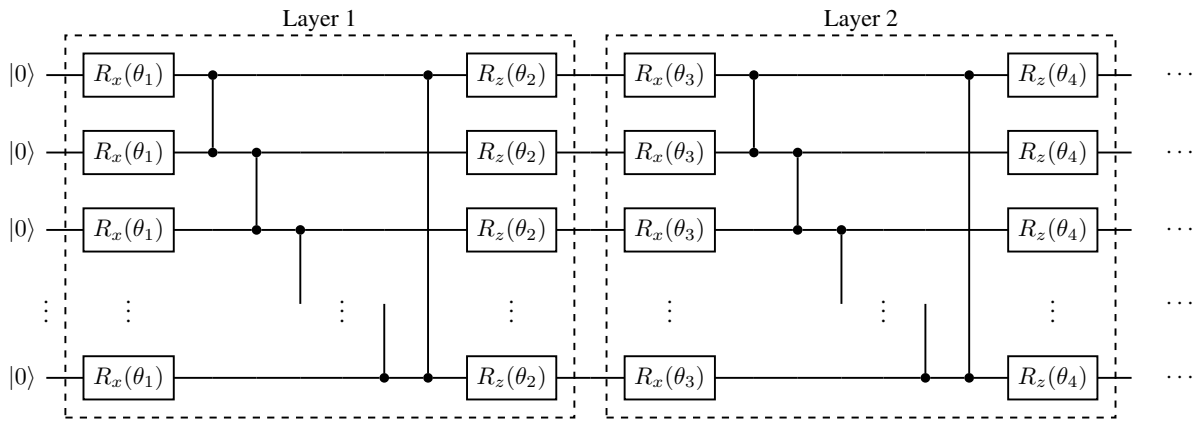 Layer 1 Layer 2
|0⟩ R_x(θ_1) R_z(θ_2) R_x(θ_3) R_z(θ_4) ⋯
|0⟩ R_x(θ_1) R_z(θ_2) R_x(θ_3) R_z(θ_4) ⋯
|0⟩ R_x(θ_1) R_z(θ_2) R_x(θ_3) R_z(θ_4) ⋯
⋮ ⋮ ⋮ ⋮ ⋮ ⋮ ⋮ ⋯
|0⟩ R_x(θ_1) R_z(θ_2) R_x(θ_3) R_z(θ_4) ⋯